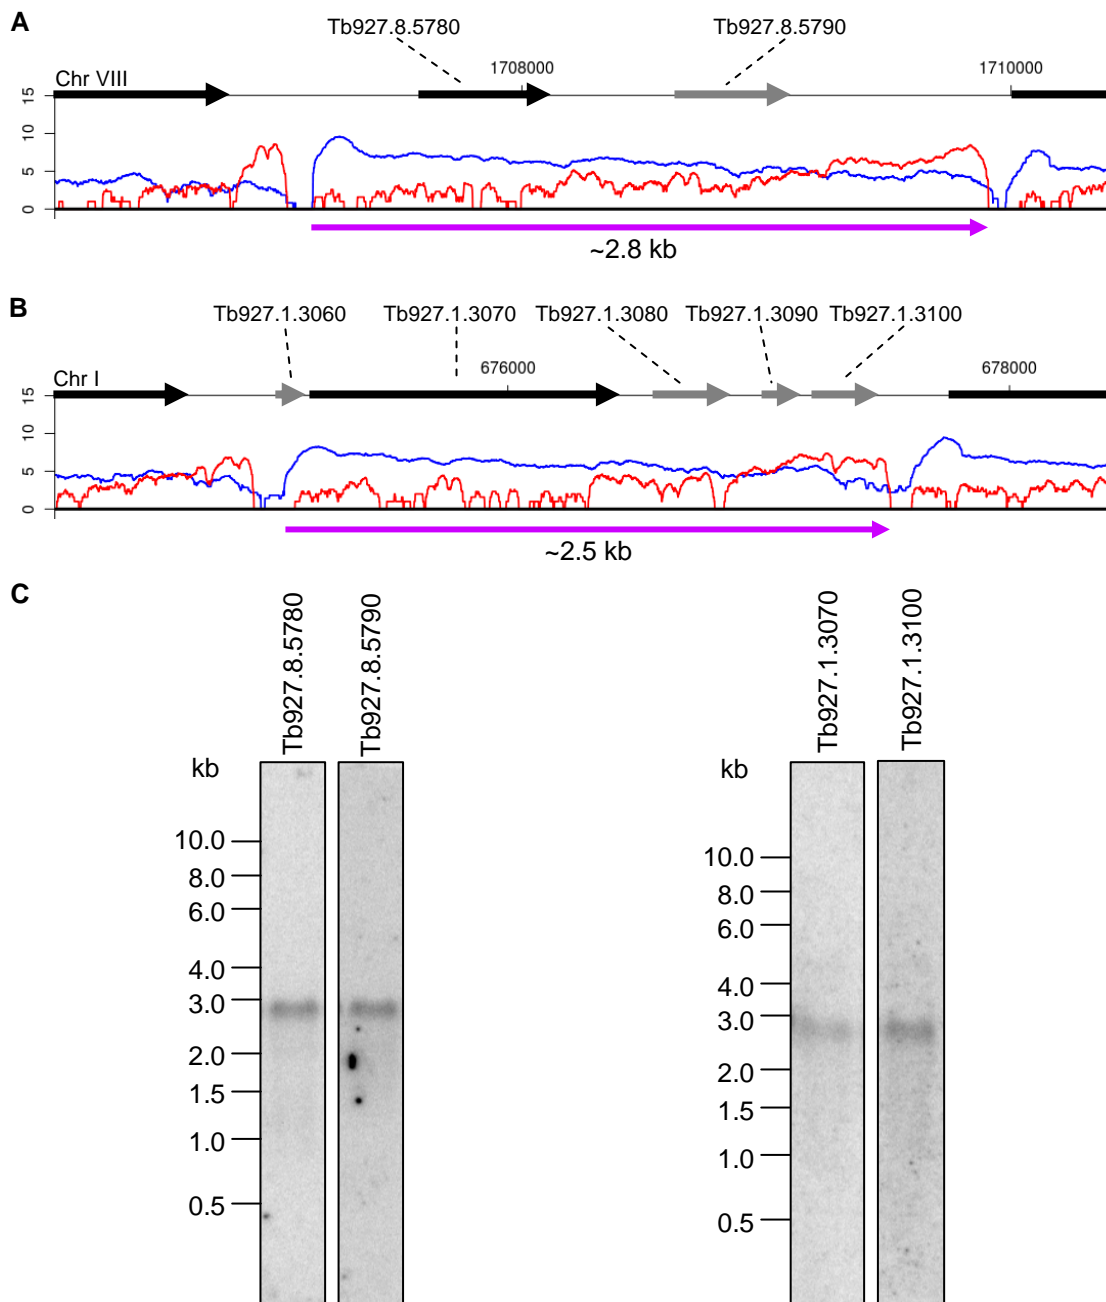 A
Tb927.8.5780
Tb927.8.5790
Chr VIII
1708000
1710000
15
10
5
0
~2.8 kb
B
Tb927.1.3060
Tb927.1.3070
Tb927.1.3080
Tb927.1.3090
Tb927.1.3100
Chr I
676000
678000
15
10
5
0
~2.5 kb
C
Tb927.8.5780
Tb927.8.5790
Tb927.1.3070
Tb927.1.3100
kb
10.0
8.0
6.0
4.0
3.0
2.0
1.5
1.0
0.5
kb
10.0
8.0
6.0
4.0
3.0
2.0
1.5
1.0
0.5